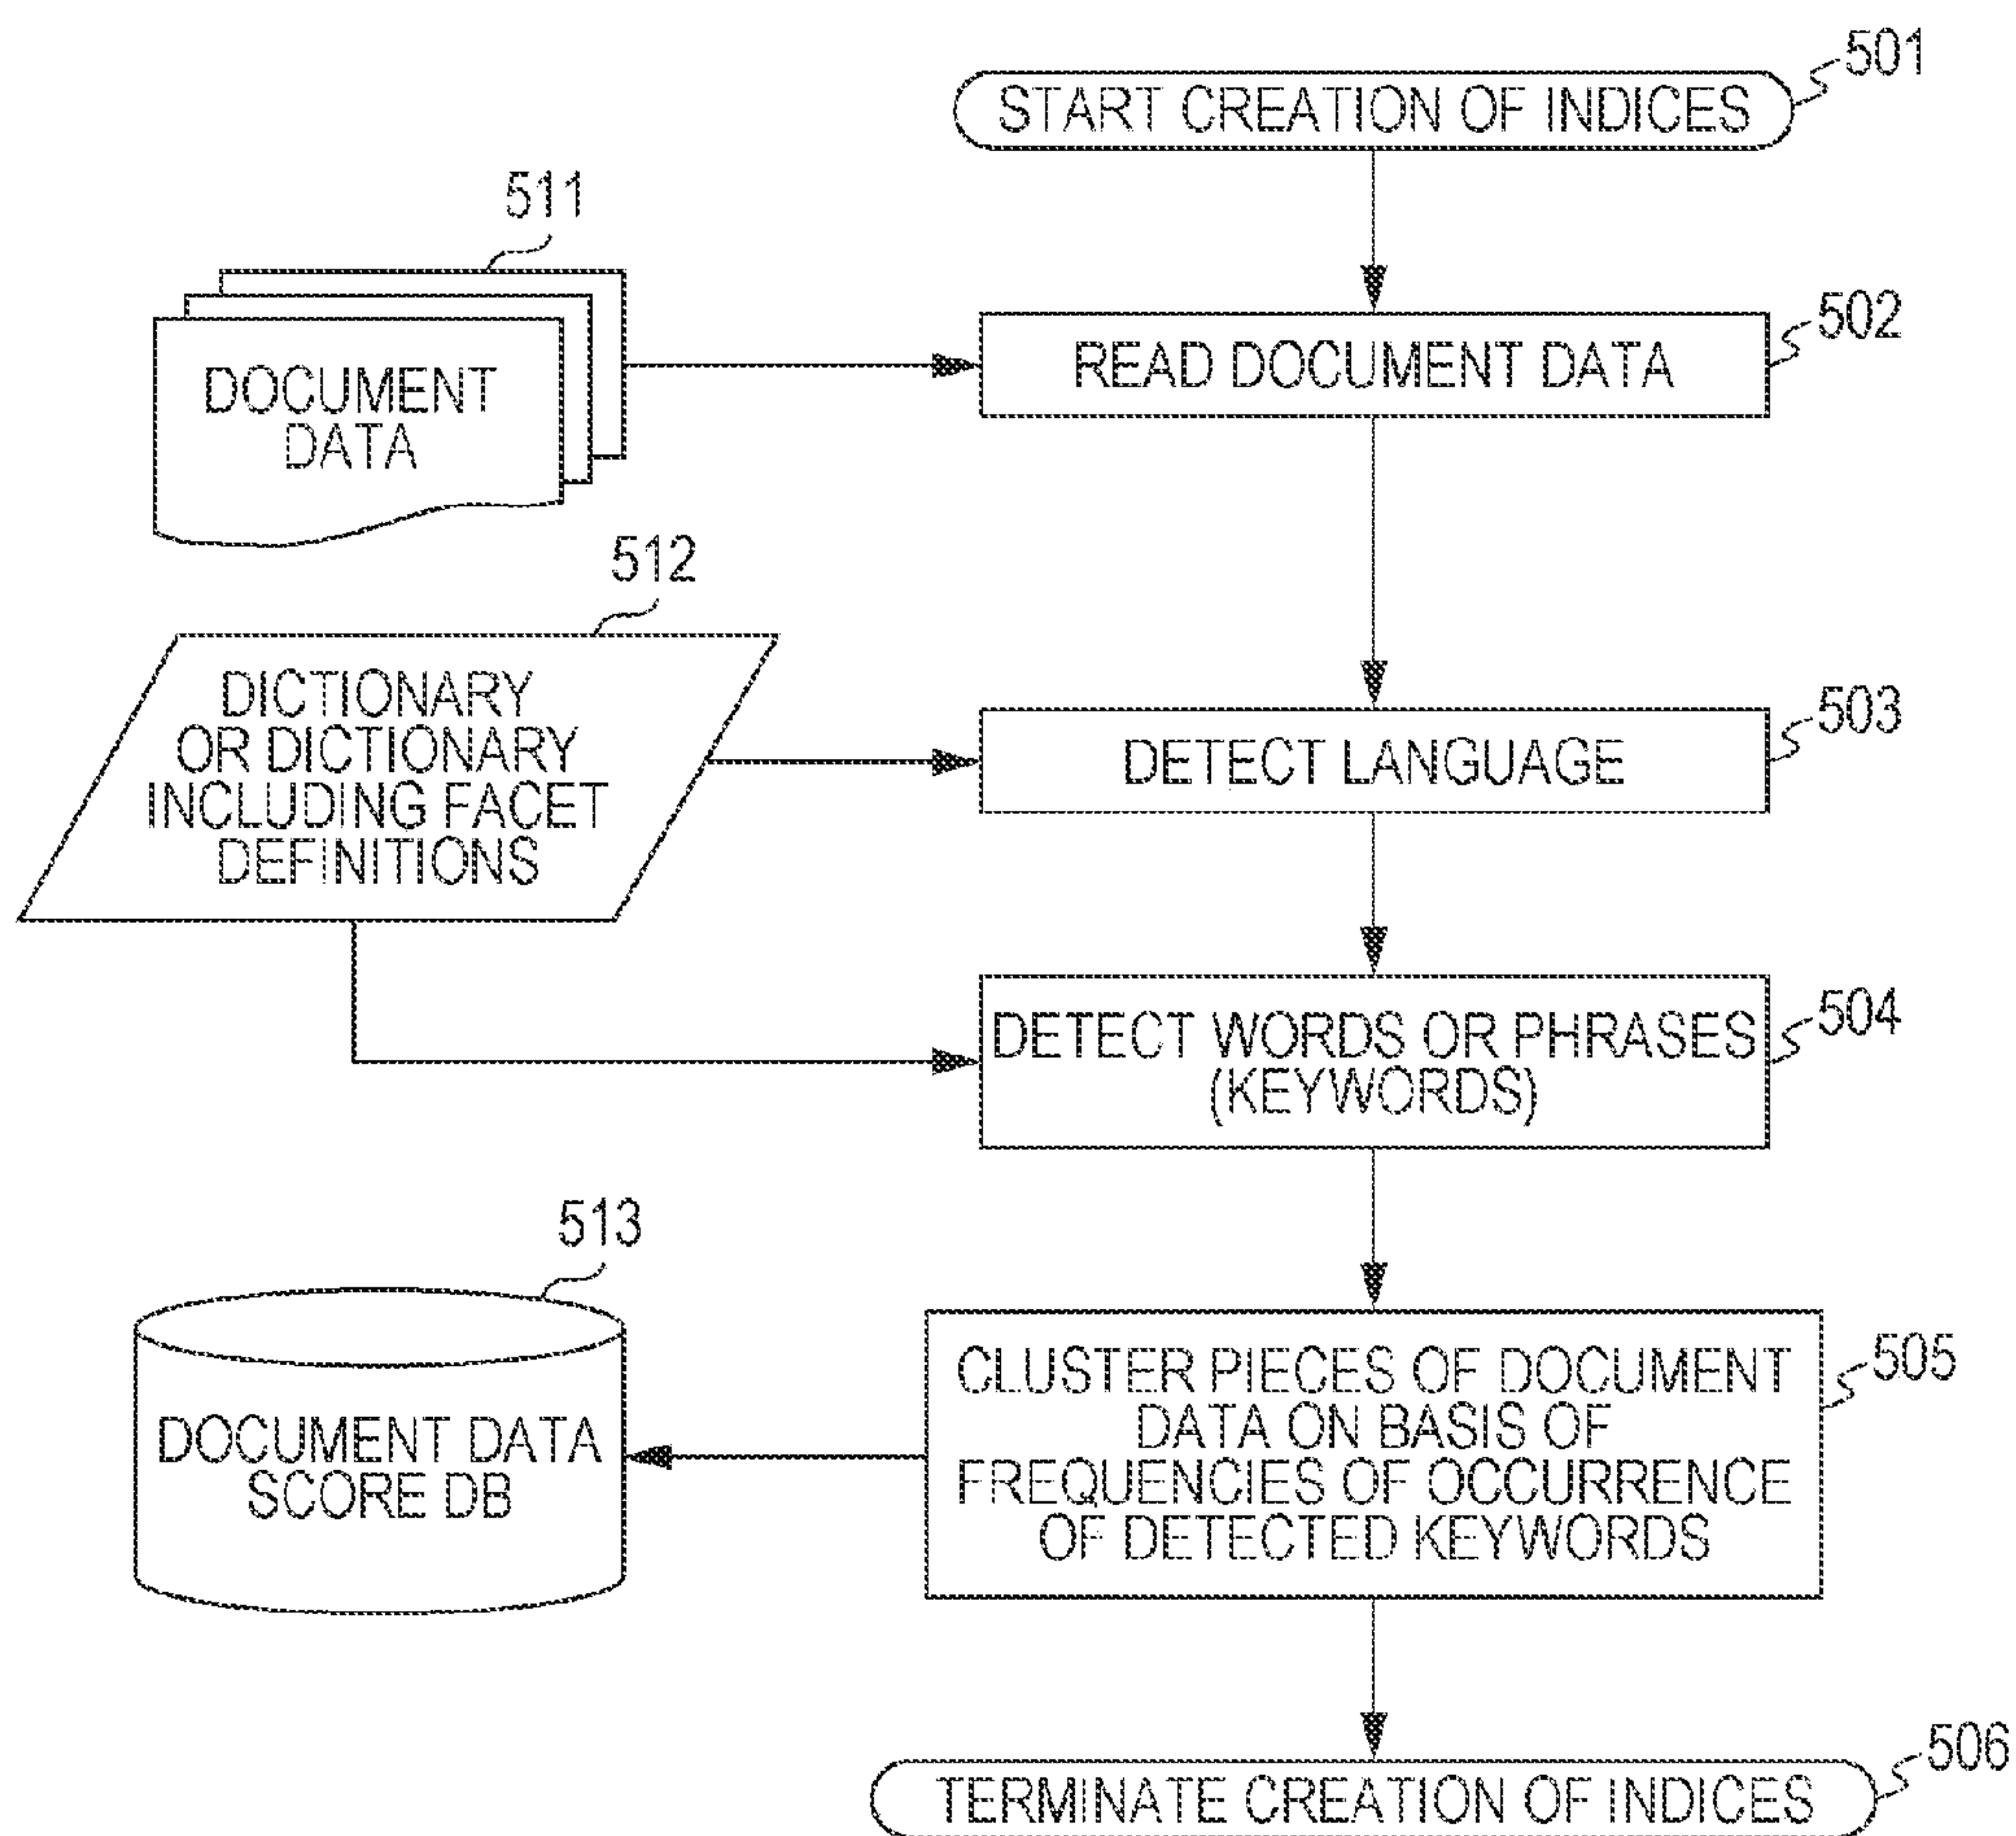 501
START CREATION OF INDICES
511
DOCUMENT
DATA
502
READ DOCUMENT DATA
512
DICTIONARY
OR DICTIONARY
INCLUDING FACET
DEFINITIONS
503
DETECT LANGUAGE
504
DETECT WORDS OR PHRASES
(KEYWORDS)
513
DOCUMENT DATA
SCORE DB
505
CLUSTER PIECES OF DOCUMENT
DATA ON BASIS OF
FREQUENCIES OF OCCURRENCE
OF DETECTED KEYWORDS
506
TERMINATE CREATION OF INDICES